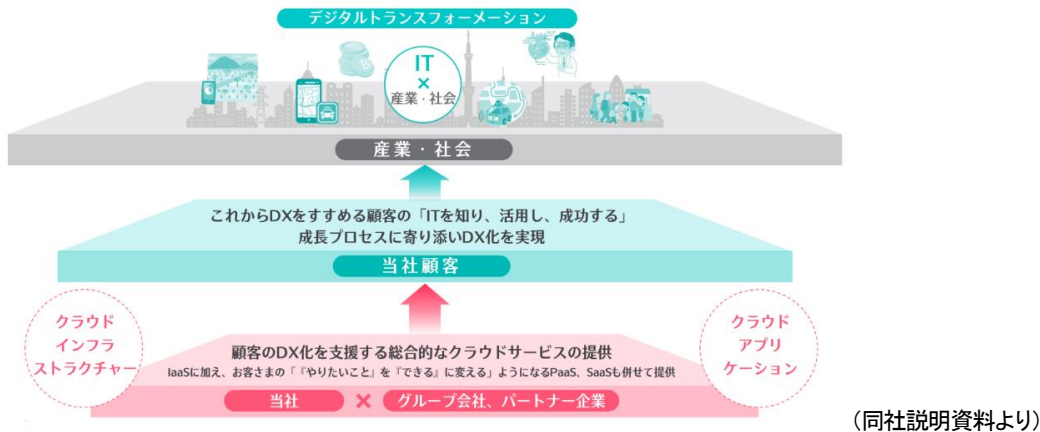 デジタルトランスフォーメーション
IT
×
産業・社会
産業・社会
これからDXをすすめる顧客の「ITを知り、活用し、成功する」
成長プロセスに寄り添いDX化を実現
当社顧客
クラウド
インフラ
ストラクチャー
クラウド
アプリ
ケーション
顧客のDX化を支援する総合的なクラウドサービスの提供
IaaSに加え、お客さまの「『やりたいこと』を『できる』に変える」ようになるPaaS、SaaSも併せて提供
当社 × グループ会社、パートナー企業
(同社説明資料より)